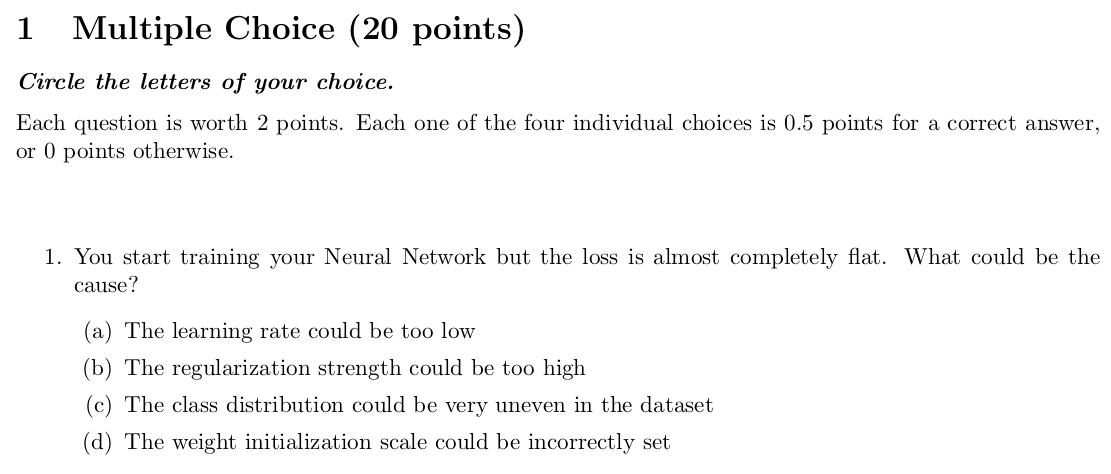 1 Multiple Choice (20 points)
Circle the letters of your choice.
Each question is worth 2 points. Each one of the four individual choices is 0.5 points for a correct answer,
or 0 points otherwise.
1. You start training your Neural Network but the loss is almost completely flat. What could be the
cause?
(a) The learning rate could be too low
(b) The regularization strength could be too high
(c) The class distribution could be very uneven in the dataset
(d) The weight initialization scale could be incorrectly set